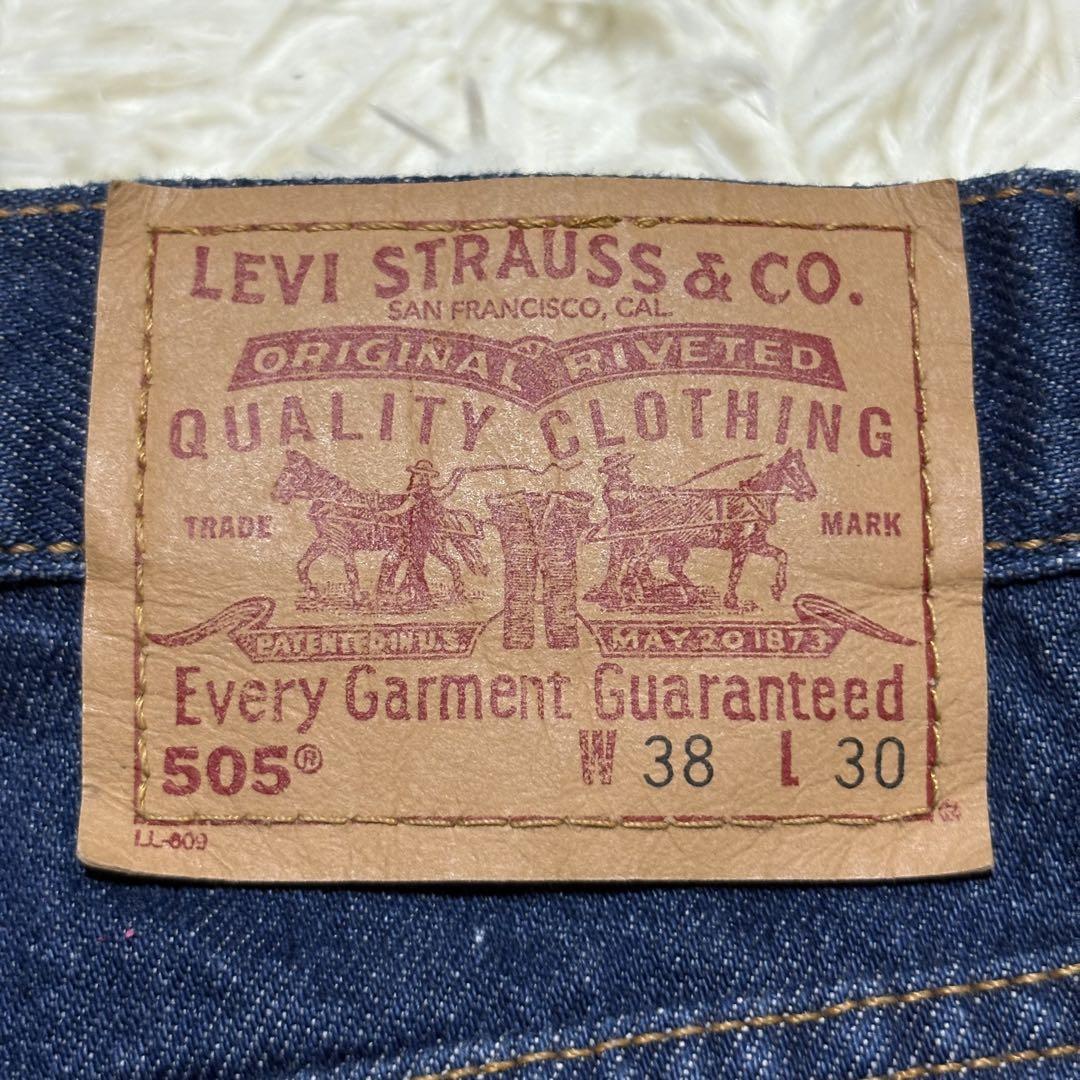 LEVI STRAUSS & CO.
SAN FRANCISCO, CAL.
ORIGINAL RIVETED
QUALITY CLOTHING
TRADE MARK
PATENTED IN U.S. MAY 20 1873
Every Garment Guaranteed
505® W 38 L 30
LL-609